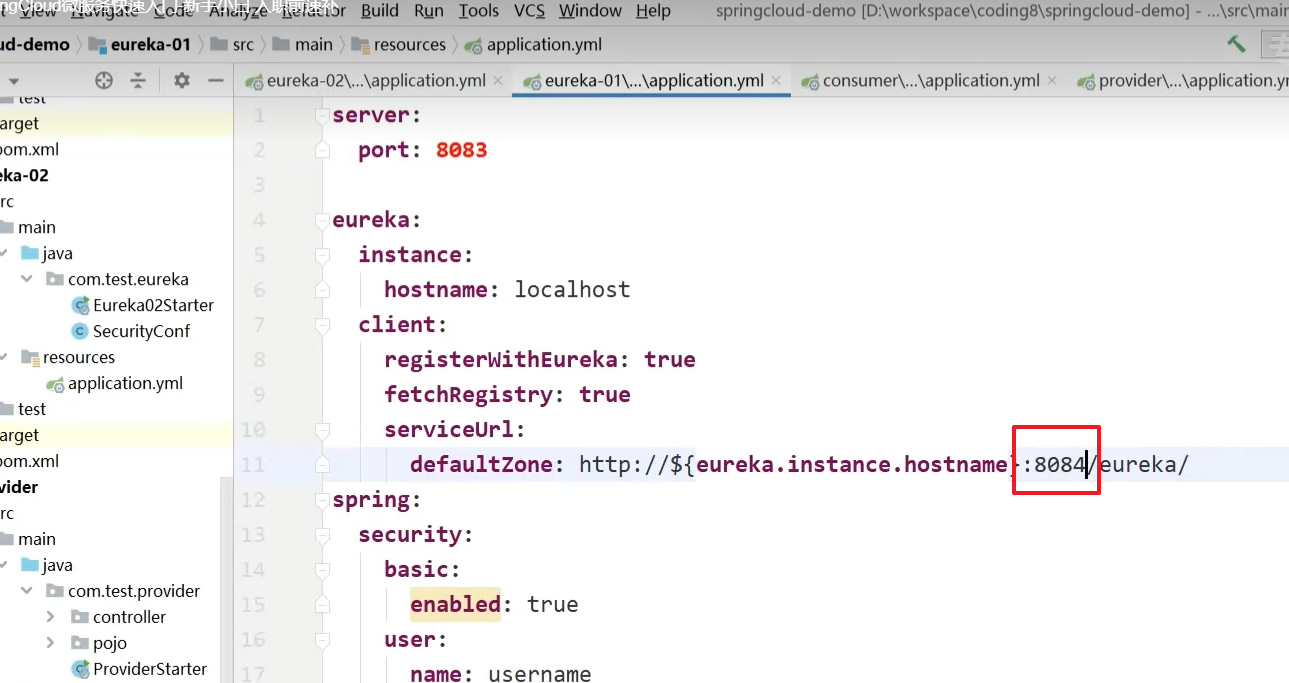 View Navigate Code Analyze Refactor Build Run Tools VCS Window Help springcloud-demo [D:\workspace\coding8\springcloud-demo] - ...\src\main
ud-demo eureka-01 src main resources application.yml
eureka-02\...\application.yml eureka-01\...\application.yml consumer\...\application.yml provider\...\application.ym
test
arget
pom.xml
eka-02
rc
main
java
com.test.eureka
Eureka02Starter
SecurityConf
resources
application.yml
test
arget
pom.xml
vider
rc
main
java
com.test.provider
controller
pojo
ProviderStarter
1 server:
2 port: 8083
3
4 eureka:
5 instance:
6 hostname: localhost
7 client:
8 registerWithEureka: true
9 fetchRegistry: true
10 serviceUrl:
11 defaultZone: http://${eureka.instance.hostname}:8084/eureka/
12 spring:
13 security:
14 basic:
15 enabled: true
16 user:
17 name: username